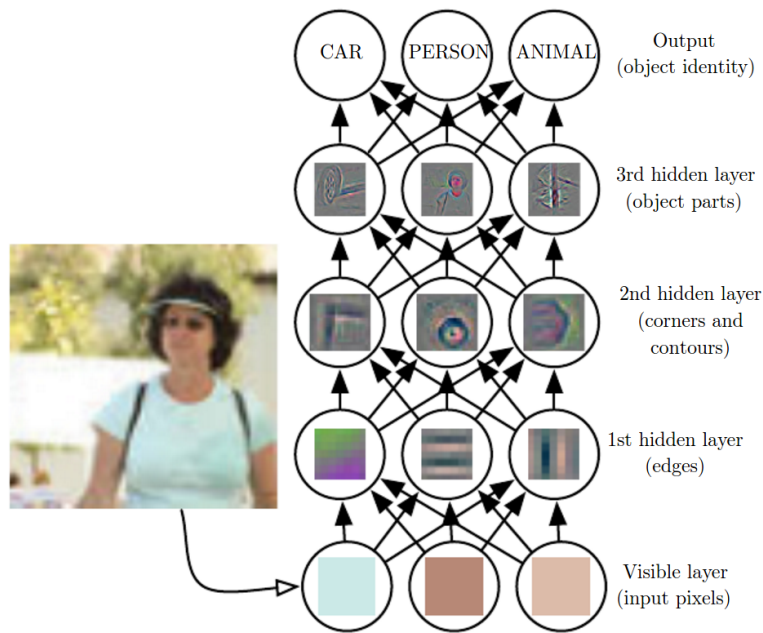 CAR
PERSON
ANIMAL
Output
(object identity)
3rd hidden layer
(object parts)
2nd hidden layer
(corners and
contours)
1st hidden layer
(edges)
Visible layer
(input pixels)